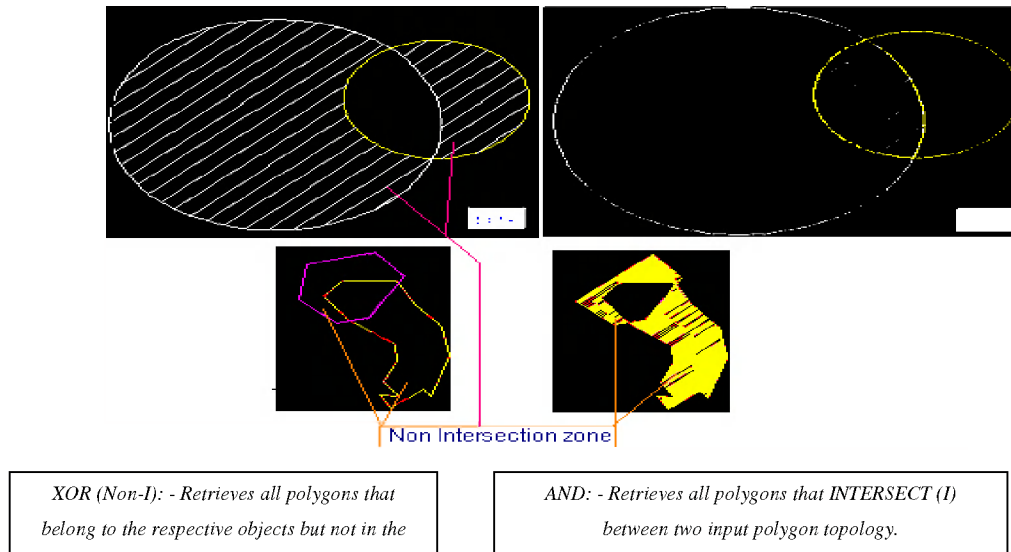 Non Intersection zone
XOR (Non-I): - Retrieves all polygons that
belong to the respective objects but not in the
AND: - Retrieves all polygons that INTERSECT (I)
between two input polygon topology.